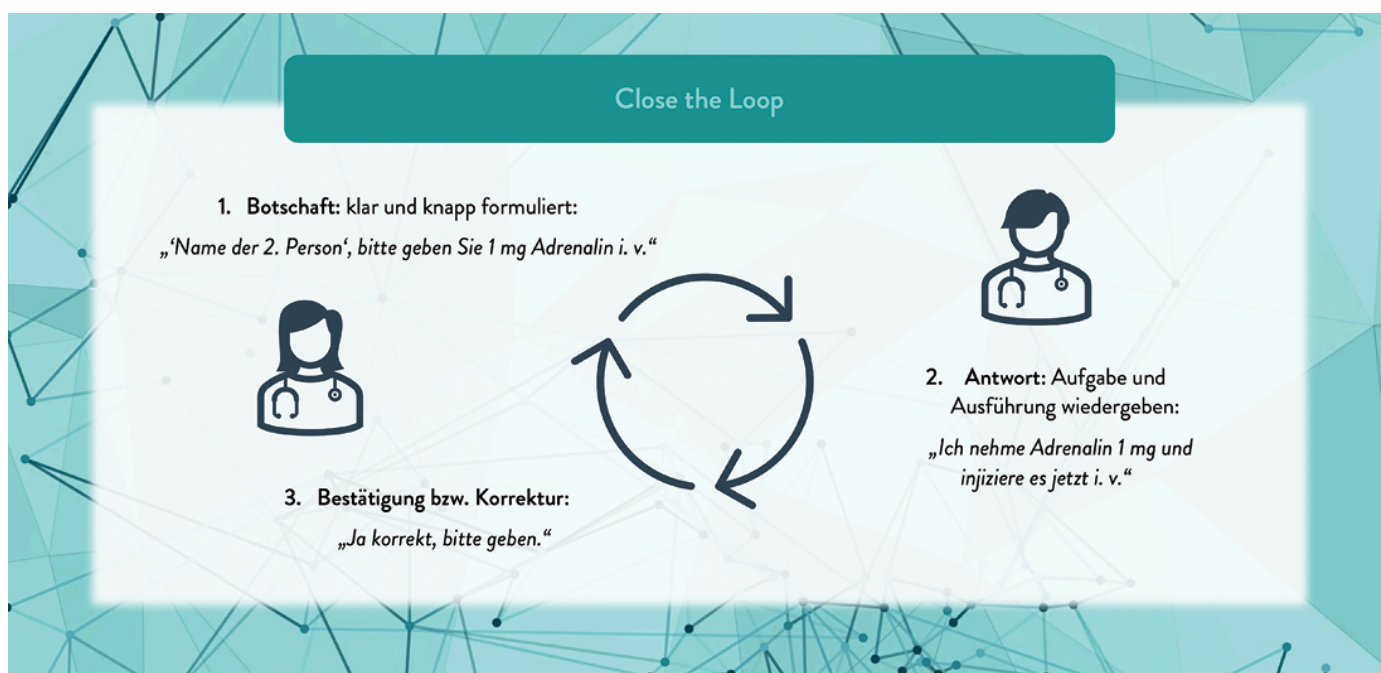 Close the Loop
1. Botschaft: klar und knapp formuliert:
„‘Name der 2. Person‘, bitte geben Sie 1 mg Adrenalin i. v.“
2. Antwort: Aufgabe und
Ausführung wiedergeben:
„Ich nehme Adrenalin 1 mg und
injiziere es jetzt i. v.“
3. Bestätigung bzw. Korrektur:
„Ja korrekt, bitte geben.“